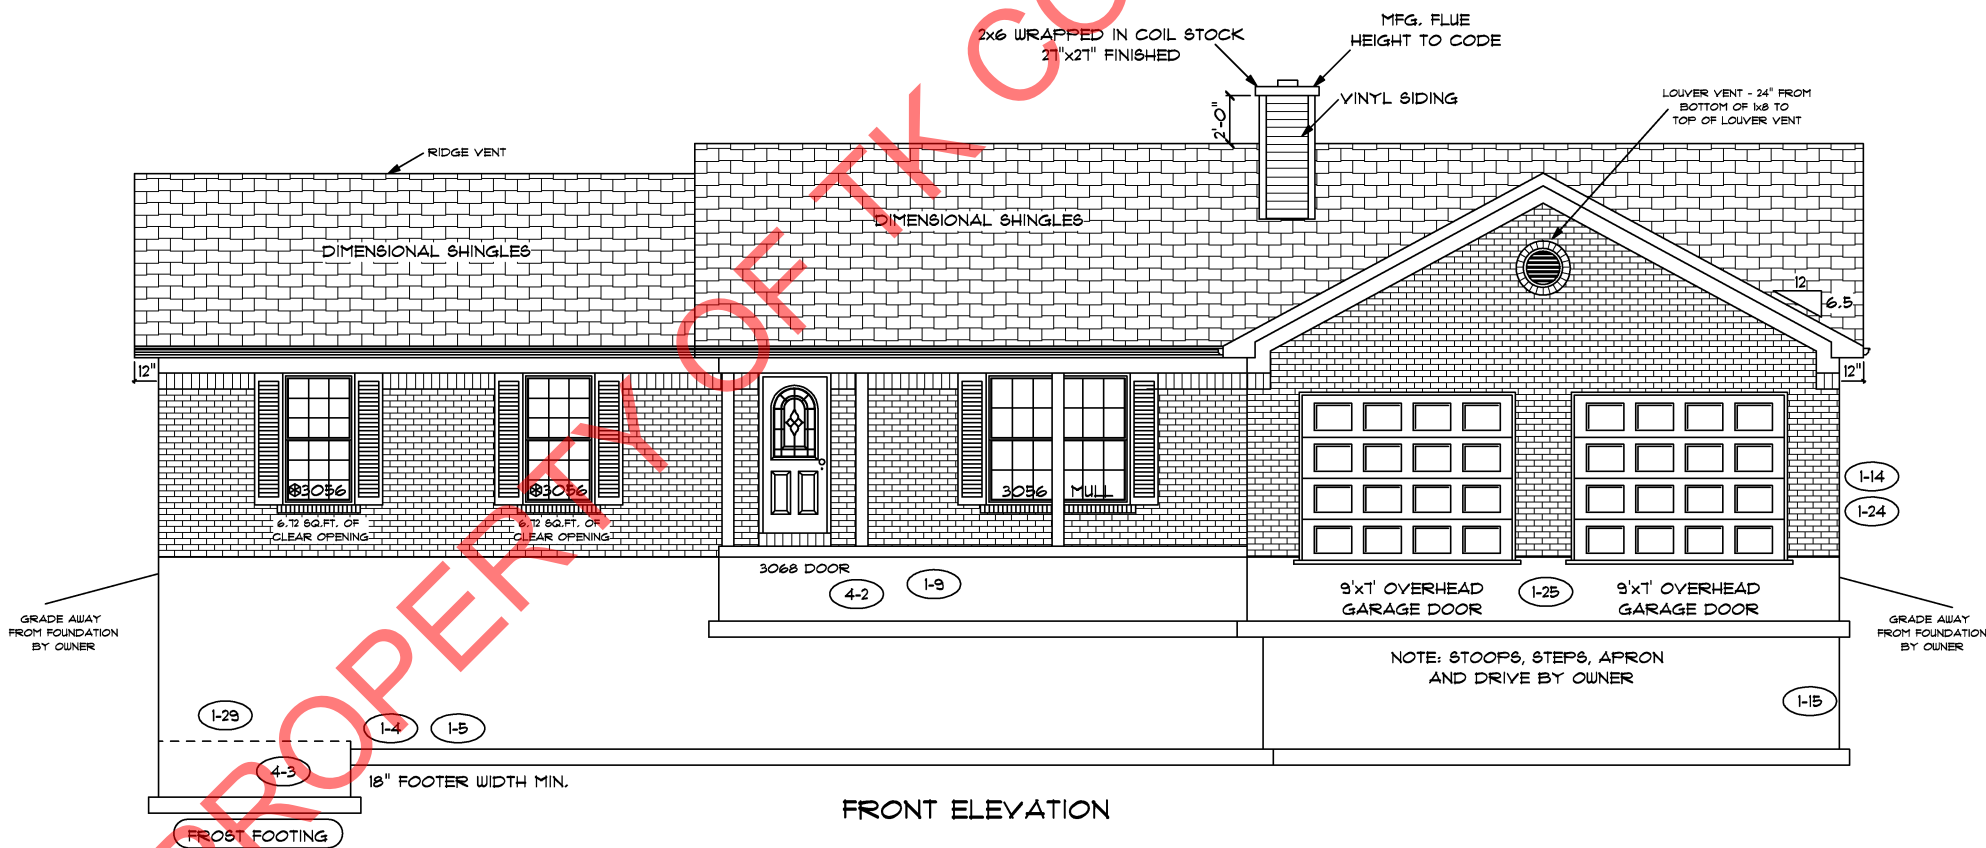 2x6 WRAPPED IN COIL STOCK
27"x27" FINISHED
MFG. FLUE
HEIGHT TO CODE
VINYL SIDING
2'-0"
LOUVER VENT - 24" FROM
BOTTOM OF 1x8 TO
TOP OF LOUVER VENT
RIDGE VENT
DIMENSIONAL SHINGLES
DIMENSIONAL SHINGLES
12
6.5
12"
12"
3056
3056
3056 MULL
6.72 SQ.FT. OF
CLEAR OPENING
6.72 SQ.FT. OF
CLEAR OPENING
1-14
1-24
3068 DOOR
4-2
1-9
9'x7' OVERHEAD
GARAGE DOOR
1-25
9'x7' OVERHEAD
GARAGE DOOR
GRADE AWAY
FROM FOUNDATION
BY OWNER
GRADE AWAY
FROM FOUNDATION
BY OWNER
NOTE: STOOPS, STEPS, APRON
AND DRIVE BY OWNER
1-29
1-4
1-5
1-15
4-3
18" FOOTER WIDTH MIN.
FRONT ELEVATION
FROST FOOTING
PROPERTY OF TK CO